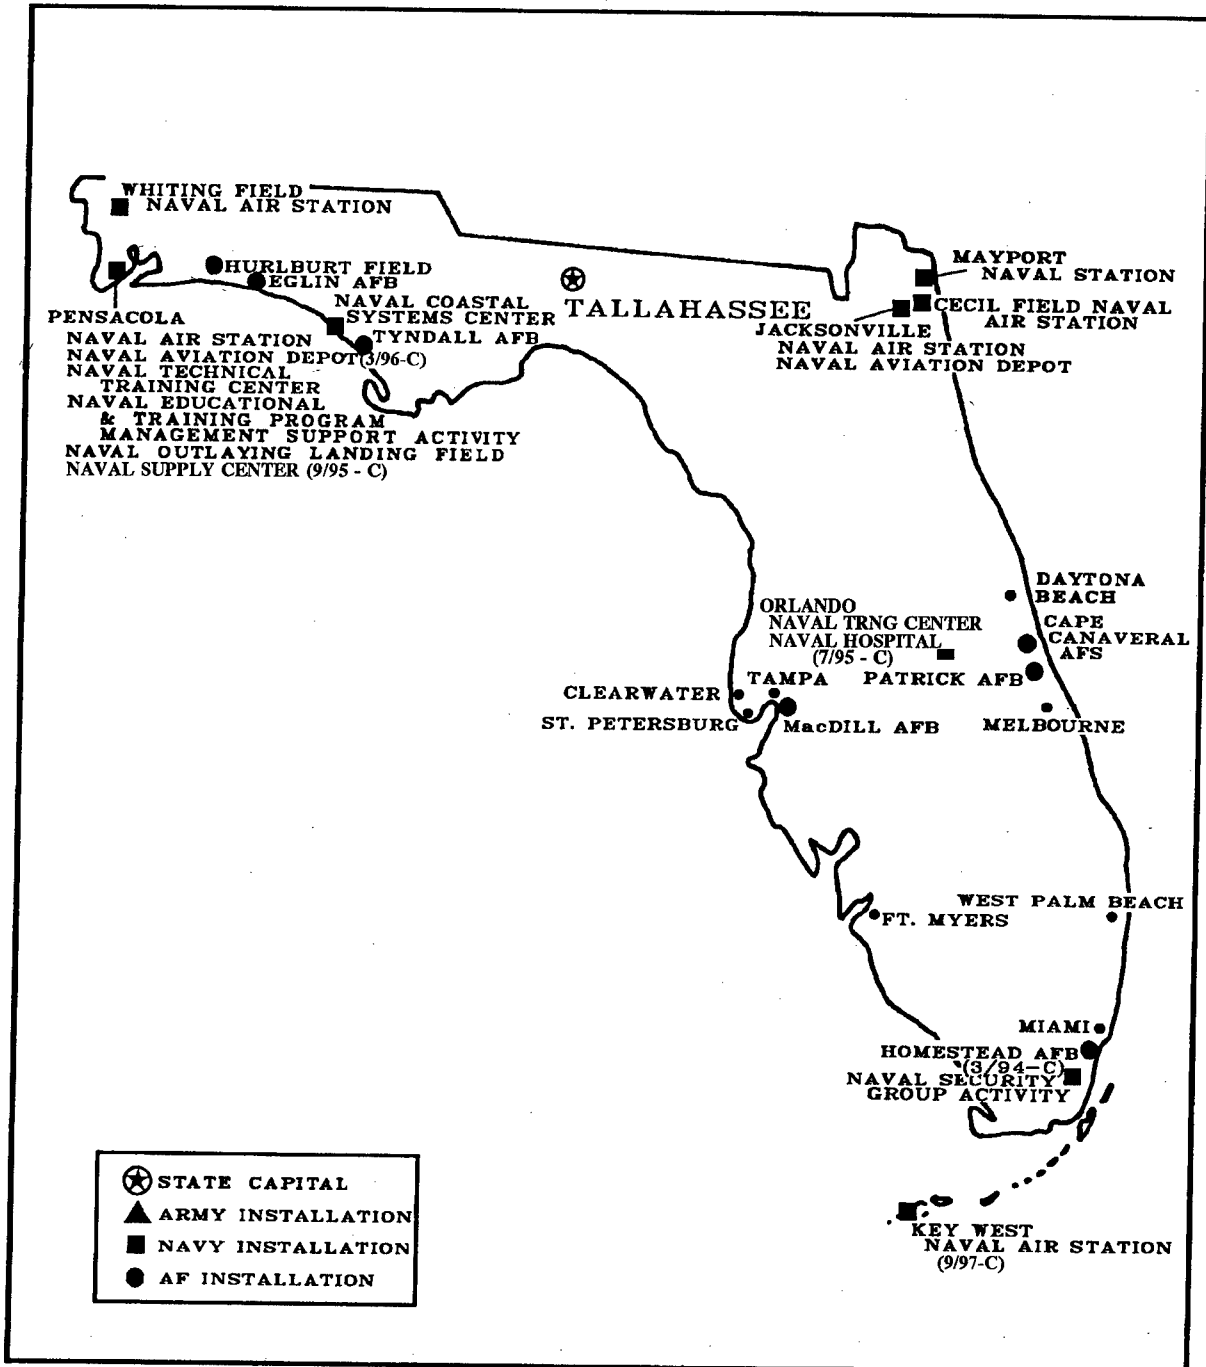 WHITING FIELD
NAVAL AIR STATION
HURLBURT FIELD
EGLIN AFB
NAVAL COASTAL
SYSTEMS CENTER
TYNDALL AFB
TALLAHASSEE
MAYPORT
NAVAL STATION
CECIL FIELD NAVAL
AIR STATION
JACKSONVILLE
NAVAL AIR STATION
NAVAL AVIATION DEPOT
PENSACOLA
NAVAL AIR STATION
NAVAL AVIATION DEPOT(3/96-C)
NAVAL TECHNICAL
TRAINING CENTER
NAVAL EDUCATIONAL
& TRAINING PROGRAM
MANAGEMENT SUPPORT ACTIVITY
NAVAL OUTLAYING LANDING FIELD
NAVAL SUPPLY CENTER (9/95 - C)
DAYTONA
BEACH
ORLANDO
NAVAL TRNG CENTER
NAVAL HOSPITAL
(7/95 - C)
CAPE
CANAVERAL
AFS
PATRICK AFB
TAMPA
CLEARWATER
ST. PETERSBURG
MacDILL AFB
MELBOURNE
WEST PALM BEACH
FT. MYERS
MIAMI
HOMESTEAD AFB
(3/94-C)
NAVAL SECURITY
GROUP ACTIVITY
KEY WEST
NAVAL AIR STATION
(9/97-C)
STATE CAPITAL
ARMY INSTALLATION
NAVY INSTALLATION
AF INSTALLATION